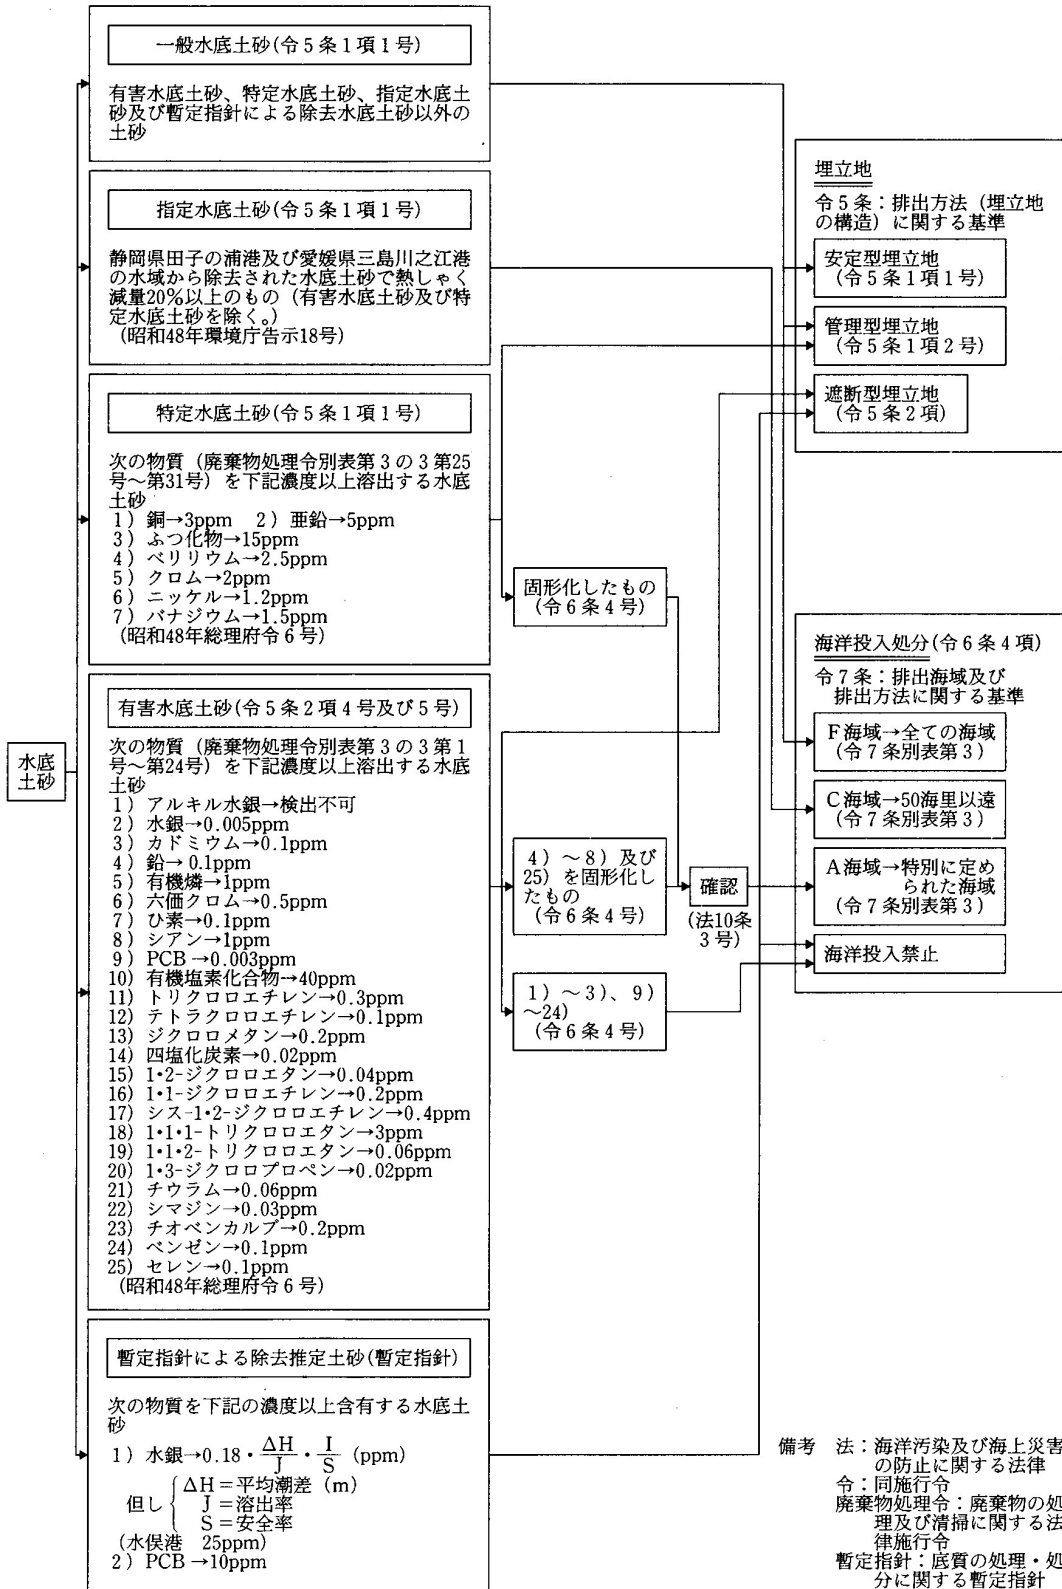 水底
土砂
一般水底土砂(令5条1項1号)
有害水底土砂、特定水底土砂、指定水底土
砂及び暫定指針による除去水底土砂以外の
土砂
指定水底土砂(令5条1項1号)
静岡県田子の浦港及び愛媛県三島川之江港
の水域から除去された水底土砂で熱しゃく
減量20%以上のもの（有害水底土砂及び特
定水底土砂を除く。）
（昭和48年環境庁告示18号）
特定水底土砂(令5条1項1号)
次の物質（廃棄物処理令別表第3の3第25
号～第31号）を下記濃度以上溶出する水底
土砂
1）銅→3ppm　2）亜鉛→5ppm
3）ふつ化物→15ppm
4）ベリリウム→2.5ppm
5）クロム→2ppm
6）ニッケル→1.2ppm
7）バナジウム→1.5ppm
（昭和48年総理府令6号）
有害水底土砂(令5条2項4号及び5号)
次の物質（廃棄物処理令別表第3の3第1
号～第24号）を下記濃度以上溶出する水底
土砂
1）アルキル水銀→検出不可
2）水銀→0.005ppm
3）カドミウム→0.1ppm
4）鉛→0.1ppm
5）有機燐→1ppm
6）六価クロム→0.5ppm
7）ひ素→0.1ppm
8）シアン→1ppm
9）PCB→0.003ppm
10）有機塩素化合物→40ppm
11）トリクロロエチレン→0.3ppm
12）テトラクロロエチレン→0.1ppm
13）ジクロロメタン→0.2ppm
14）四塩化炭素→0.02ppm
15）1・2-ジクロロエタン→0.04ppm
16）1・1-ジクロロエチレン→0.2ppm
17）シス-1・2-ジクロロエチレン→0.4ppm
18）1・1・1-トリクロロエタン→3ppm
19）1・1・2-トリクロロエタン→0.06ppm
20）1・3-ジクロロプロペン→0.02ppm
21）チウラム→0.06ppm
22）シマジン→0.03ppm
23）チオベンカルブ→0.2ppm
24）ベンゼン→0.1ppm
25）セレン→0.1ppm
（昭和48年総理府令6号）
暫定指針による除去推定土砂(暫定指針)
次の物質を下記の濃度以上含有する水底土
砂
1）水銀→0.18・ΔH/J・I/S（ppm）
但し
ΔH＝平均潮差（m）
J＝溶出率
S＝安全率
(水俣港　25ppm)
2）PCB→10ppm
固形化したもの
（令6条4号）
4）～8）及び
25）を固形化し
たもの
（令6条4号）
1）～3）、9）
～24）
（令6条4号）
確認
(法10条
3号)
埋立地
令5条：排出方法（埋立地
の構造）に関する基準
安定型埋立地
（令5条1項1号）
管理型埋立地
（令5条1項2号）
遮断型埋立地
（令5条2項）
海洋投入処分(令6条4項)
令7条：排出海域及び
排出方法に関する基準
F海域→全ての海域
（令7条別表第3）
C海域→50海里以遠
（令7条別表第3）
A海域→特別に定め
られた海域
（令7条別表第3）
海洋投入禁止
備考　法：海洋汚染及び海上災害
の防止に関する法律
令：同施行令
廃棄物処理令：廃棄物の処
理及び清掃に関する法
律施行令
暫定指針：底質の処理・処
分に関する暫定指針